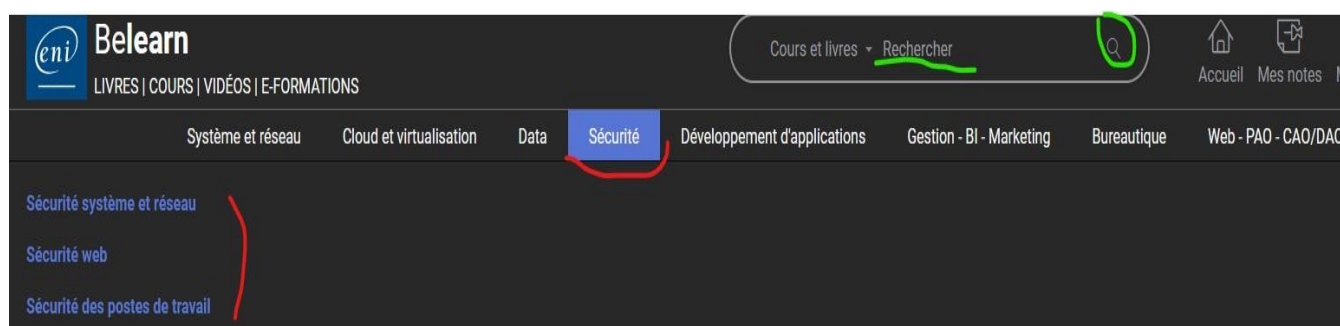 eni
Belearn
LIVRES | COURS | VIDÉOS | E-FORMATIONS
Cours et livres Rechercher
Accueil Mes notes M
Système et réseau Cloud et virtualisation Data Sécurité Développement d'applications Gestion - BI - Marketing Bureautique Web - PAO - CAO/DAO
Sécurité système et réseau
Sécurité web
Sécurité des postes de travail